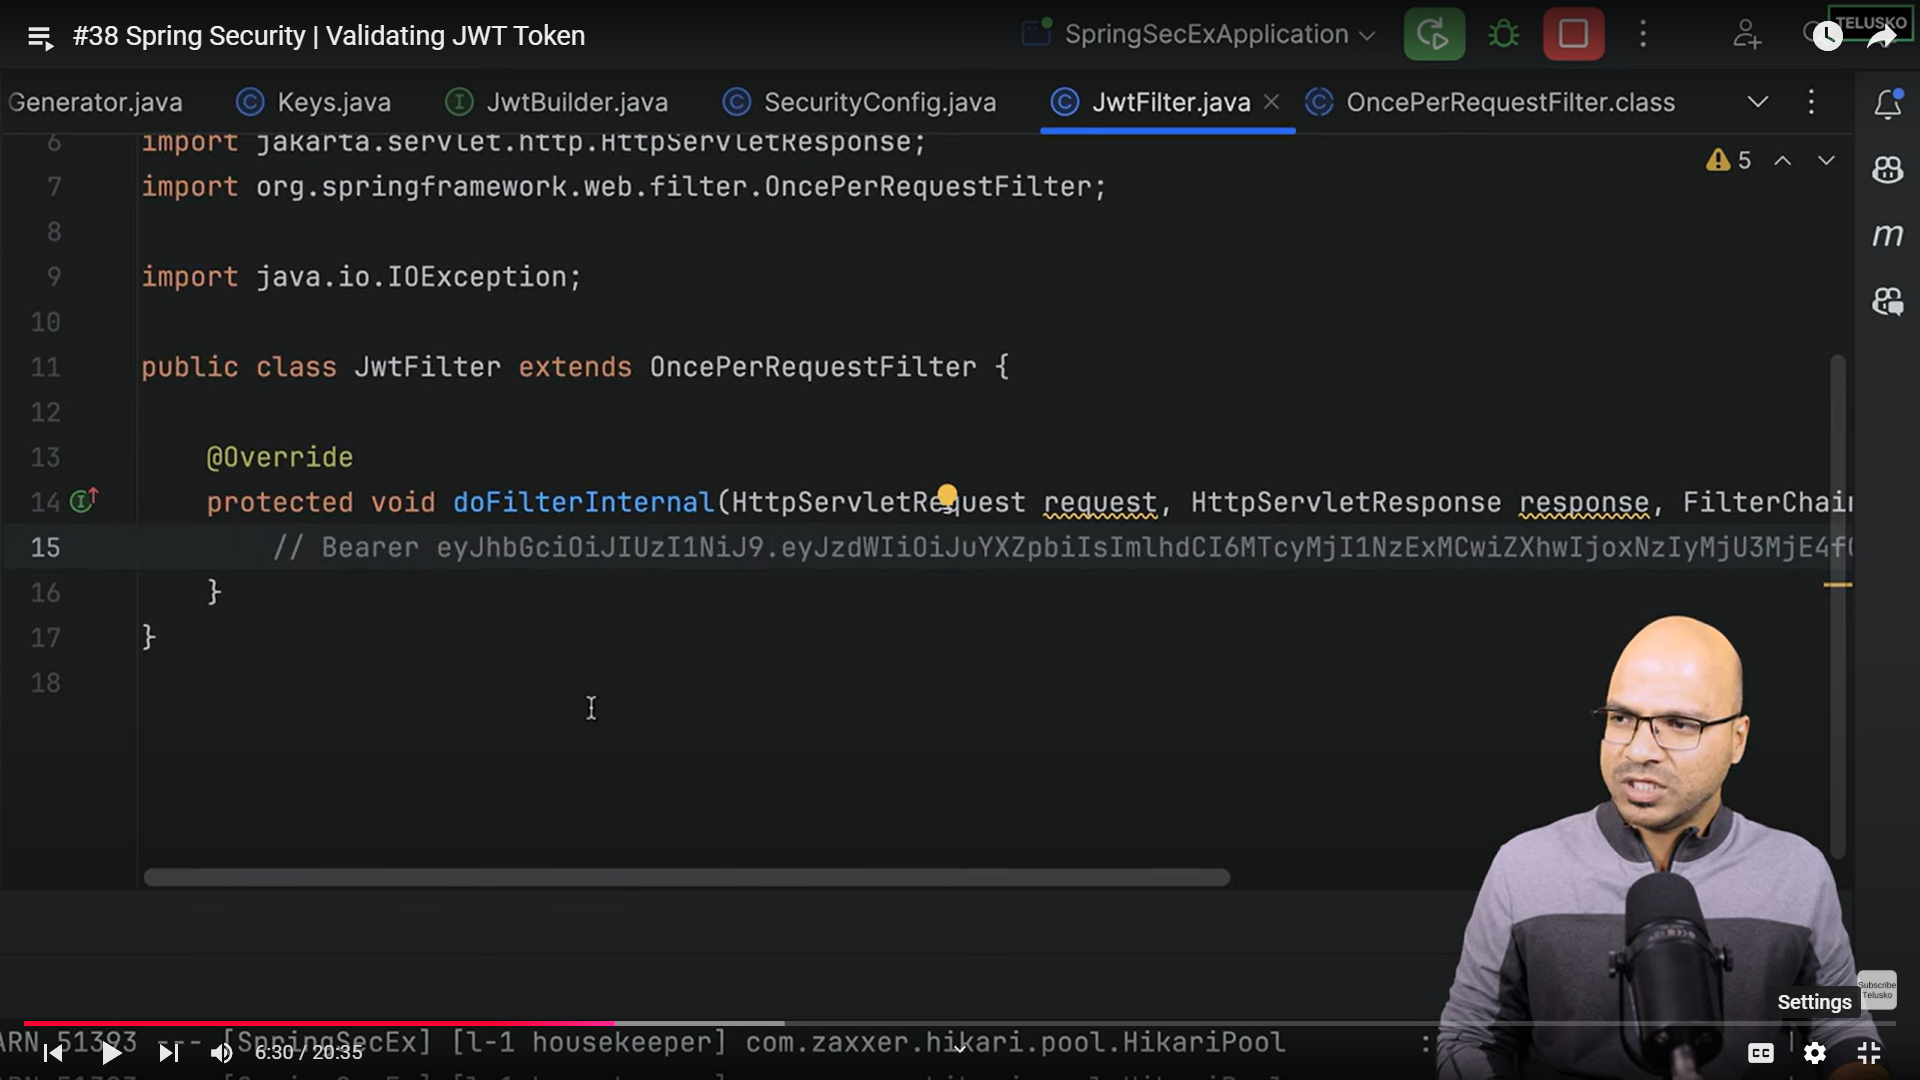 #38 Spring Security | Validating JWT Token
SpringSecExApplication
TELUSKO
Generator.java
Keys.java
JwtBuilder.java
SecurityConfig.java
JwtFilter.java
OncePerRequestFilter.class
6 import jakarta.servlet.http.HttpServletResponse;
5
7 import org.springframework.web.filter.OncePerRequestFilter;
8
9 import java.io.IOException;
10
11 public class JwtFilter extends OncePerRequestFilter {
12
13 @Override
14 protected void doFilterInternal(HttpServletRequest request, HttpServletResponse response, FilterChain
15 // Bearer eyJhbGciOiJIUzI1NiJ9.eyJzdWIiOiJuYXZpbiIsImlhdCI6MTcyMjI1NzExMCwiZXhwIjoxNzIyMjU3MjE4f
16 }
17 }
18
Subscribe
Telusko
Settings
ARN 51393 --- [SpringSecEx] [l-1 housekeeper] com.zaxxer.hikari.pool.HikariPool :
6:30 / 20:35
CC